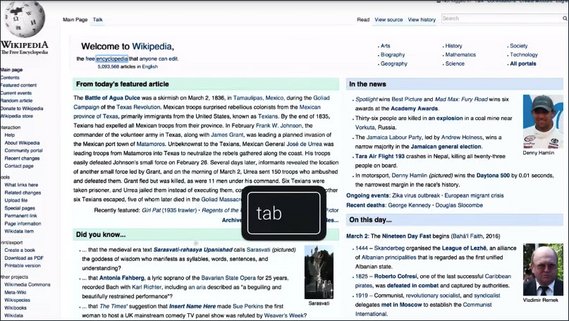 WIKIPEDIA
The Free Encyclopedia
Main Page Talk
Read View source View history
Search
Main page
Contents
Featured content
Current events
Random article
Donate to Wikipedia
Wikipedia store
Interaction
Help
About Wikipedia
Community portal
Recent changes
Contact page
Tools
What links here
Related changes
Upload file
Special pages
Permanent link
Page information
Wikidata item
Print/export
Create a book
Download as PDF
Printable version
In other projects
Wikimedia Commons
Meta-Wiki
Wikispecies
Wikibooks
Wikidata
Welcome to Wikipedia,
the free encyclopedia that anyone can edit.
5,093,566 articles in English
Arts
Biography
Geography
History
Mathematics
Science
Society
Technology
All portals
From today's featured article
The Battle of Agua Dulce was a skirmish on March 2, 1836, in Tamaulipas, Mexico, during the Goliad
Campaign of the Texas Revolution. Mexican troops surprised rebellious colonists from the Mexican
province of Texas, primarily immigrants from the United States, known as Texians. By the end of 1835,
Texians had expelled all Mexican troops from their province. In February Frank W. Johnson, the
commander of the volunteer army in Texas, along with James Grant, was leading a planned invasion of
the Mexican port town of Matamoros. Unbeknownst to the Texians, Mexican General José de Urrea was
leading troops from Matamoros into Texas to neutralize the rebels gathered along the coast. His troops
easily defeated Johnson's small force on February 26. Several days later, informants revealed the location
of another small force led by Grant, and on the morning of March 2, Urrea sent 150 troops who ambushed
and defeated them. Grant fled but was killed, as were 11 men under his command. Six Texians were
taken prisoner, and Urrea jailed them instead of executing them,
six Texians escaped, five of whom later died in the Goliad Massac
Recently featured: Girl Pat (1935 trawler) – Regents of the
Archiv
tab
Did you know...
... that the medieval era text Sarasvati-rahasya Upanishad calls Sarasvati (pictured)
the goddess of wisdom who manifests as syllables, words, sentences, and
understanding?
... that Antonia Fahberg, a lyric soprano of the Bavarian State Opera for 25 years,
recorded Bach with Karl Richter, including an aria described as "a beguiling and
beautifully restrained performance"?
... that The Times' suggestion that Insert Name Here made Sue Perkins the first
woman to host a UK mainstream comedy TV panel show was refuted by Weaver's Week?
Sarasvati
In the news
Spotlight wins Best Picture and Mad Max: Fury Road wins six
awards at the Academy Awards.
Thirty-six people are killed in an explosion in a coal mine near
Vorkuta, Russia.
The Jamaica Labour Party, led by Andrew Holness, wins a
narrow majority in the Jamaican general election.
Tara Air Flight 193 crashes in Nepal, killing all twenty-three
people on board.
In motorsport, Denny Hamlin (pictured) wins the Daytona 500 by 0.01 seconds,
the narrowest margin in the race's history.
Denny Hamlin
Ongoing events: Zika virus outbreak · European migrant crisis
Recent deaths: George Kennedy · Douglas Slocombe
On this day...
March 2: The Nineteen Day Fast begins (Bahá'í Faith, 2016)
1444 – Skanderbeg organised the League of Lezhë, an alliance
of Albanian principalities that is regarded as the first unified
Albanian state.
1825 – Roberto Cofresí, one of the last successful Caribbean
pirates, was defeated in combat and captured by authorities.
1919 – Communist, revolutionary socialist, and syndicalist
delegates met in Moscow to establish the Communist
International.
Vladimir Remek